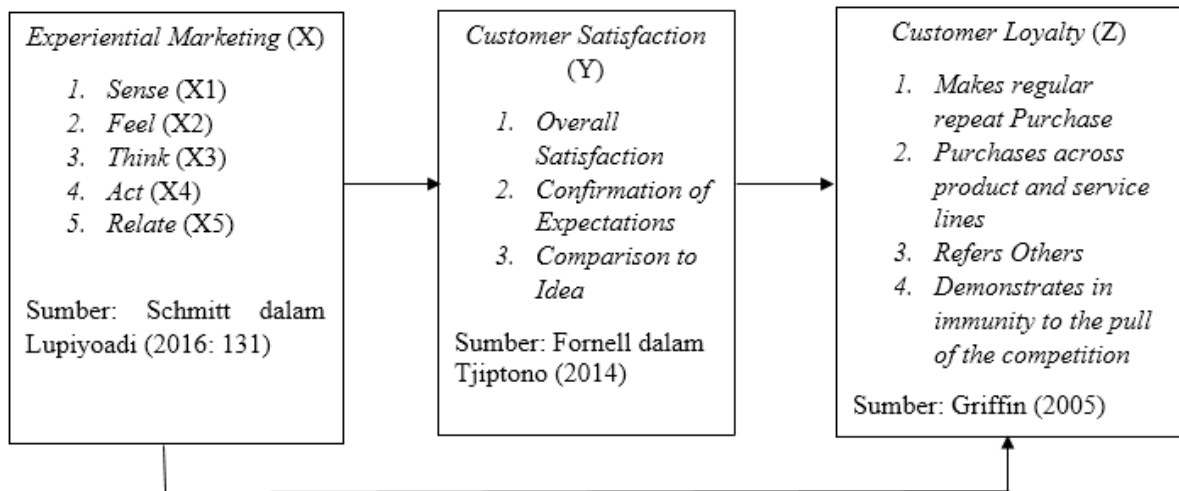 Experiential Marketing (X)
1. Sense (X1)
2. Feel (X2)
3. Think (X3)
4. Act (X4)
5. Relate (X5)
Sumber: Schmitt dalam
Lupiyoadi (2016: 131)
Customer Satisfaction
(Y)
1. Overall
Satisfaction
2. Confirmation of
Expectations
3. Comparison to
Idea
Sumber: Fornell dalam
Tjiptono (2014)
Customer Loyalty (Z)
1. Makes regular
repeat Purchase
2. Purchases across
product and service
lines
3. Refers Others
4. Demonstrates in
immunity to the pull
of the competition
Sumber: Griffin (2005)